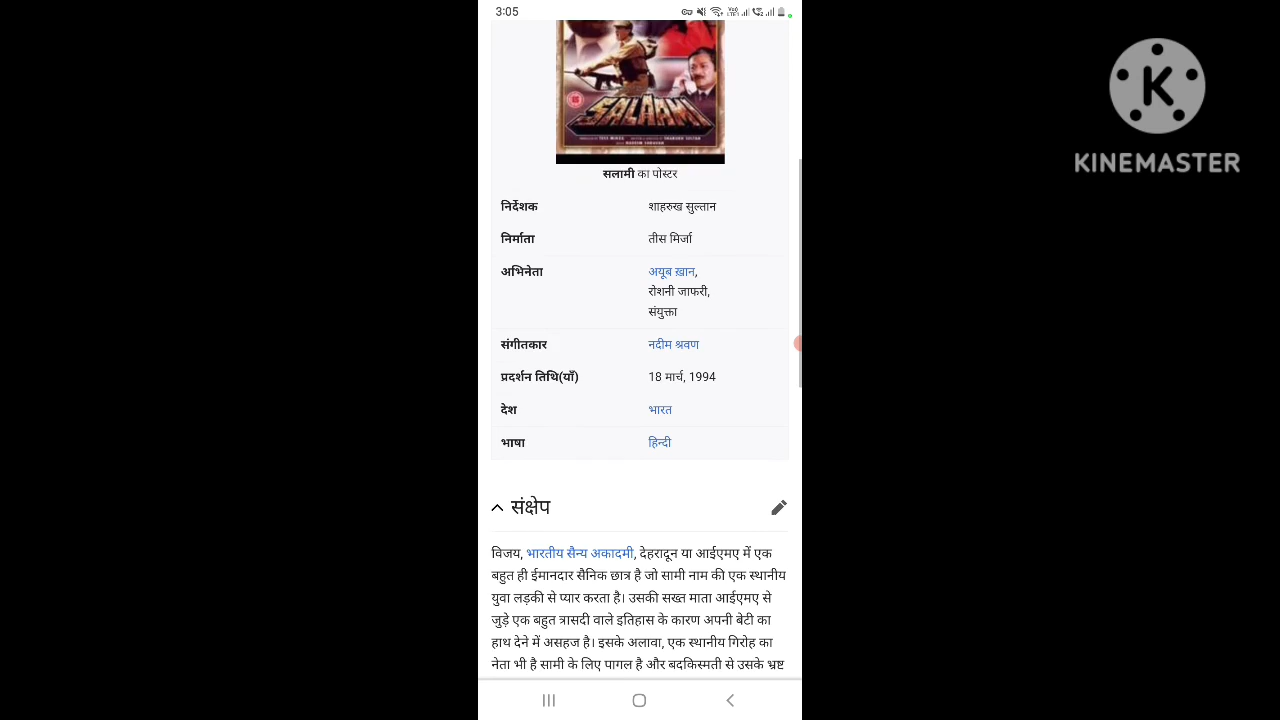 3:05
SALAAMI
सलामी का पोस्टर
निर्देशक शाहरुख सुल्तान
निर्माता तीस मिर्जा
अभिनेता अयूब ख़ान,
रोशनी जाफरी,
संयुक्ता
संगीतकार नदीम श्रवण
प्रदर्शन तिथि(याँ) 18 मार्च, 1994
देश भारत
भाषा हिन्दी
संक्षेप
विजय, भारतीय सैन्य अकादमी, देहरादून या आईएमए में एक
बहुत ही ईमानदार सैनिक छात्र है जो सामी नाम की एक स्थानीय
युवा लड़की से प्यार करता है। उसकी सख्त माता आईएमए से
जुड़े एक बहुत त्रासदी वाले इतिहास के कारण अपनी बेटी का
हाथ देने में असहज है। इसके अलावा, एक स्थानीय गिरोह का
नेता भी है सामी के लिए पागल है और बदकिस्मती से उसके भ्रष्ट
K
KINEMASTER